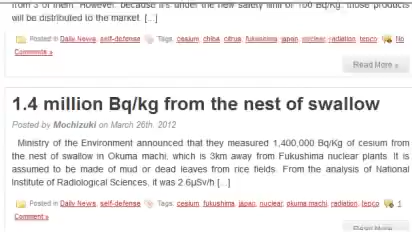 from 3 of them. However, because it's under the new safety limit of 100 Bq/Kg, those products
will be distributed to the market. [...]
Posted in Daily News, self-defense Tags: cesium, chiba, citrus, fukushima, japan, nuclear, radiation, tepco No
Comments »
Read More »
1.4 million Bq/kg from the nest of swallow
Posted by Mochizuki on March 26th, 2012
Ministry of the Environment announced that they measured 1,400,000 Bq/Kg of cesium from
the nest of swallow in Okuma machi, which is 3km away from Fukushima nuclear plants. It is
assumed to be made of mud or dead leaves from rice fields. From the analysis of National
Institute of Radiological Sciences, it was 2.6μSv/h [...]
Posted in Daily News, self-defense Tags: cesium, fukushima, japan, nuclear, okuma machi, radiation, tepco 1
Comment »
Read More »